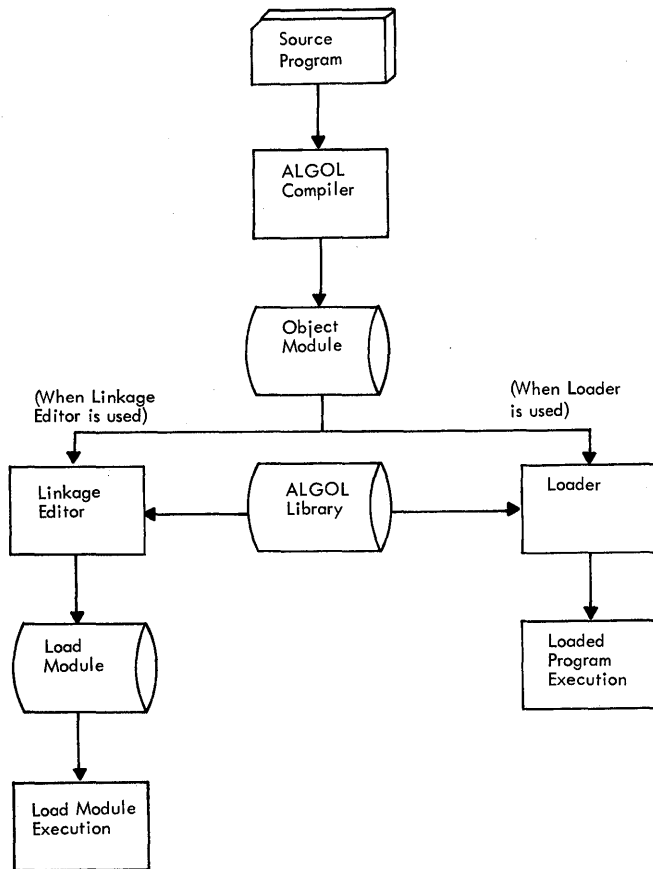 Source
Program
ALGOL
Compiler
Object
Module
(When Linkage
Editor is used)
(When Loader
is used)
Linkage
Editor
ALGOL
Library
Loader
Load
Module
Loaded
Program
Execution
Load Module
Execution